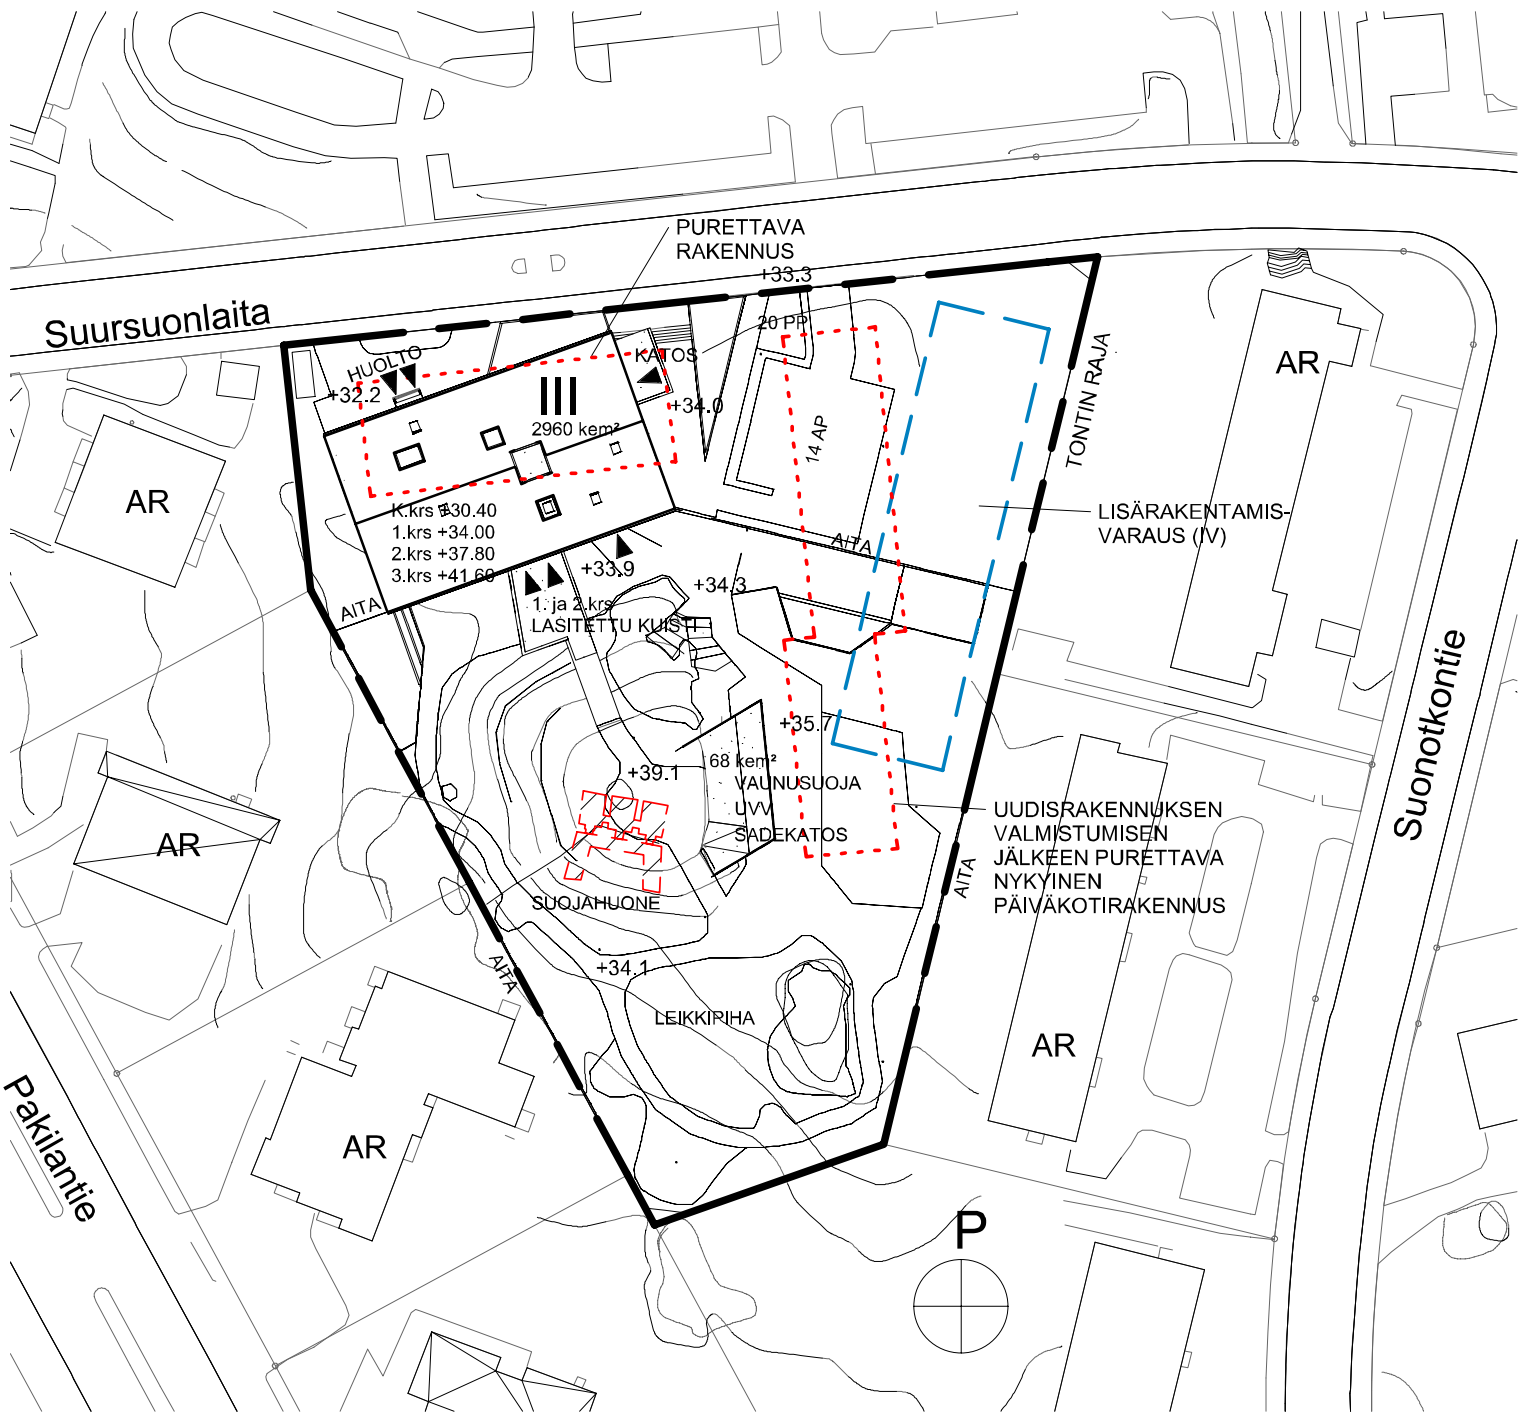 PURETTAVA
RAKENNUS
+33.3
Suursuonlaita
20 PP
HUOLTO
KATOS
+32.2
III
2960 kem²
+34.0
14 AP
TONTIN RAJA
AR
AR
K.krs +30.40
1.krs +34.00
2.krs +37.80
3.krs +41.60
LISÄRAKENTAMIS-
VARAUS (IV)
AITA
+33.9
+34.3
AITA
1. ja 2.krs
LASITETTU KUISTI
Suonotkontie
+35.7
+39.1
68 kem²
VAUNUSUOJA
UVV
SADEKATOS
AR
UUDISRAKENNUKSEN
VALMISTUMISEN
JÄLKEEN PURETTAVA
NYKYINEN
PÄIVÄKOTIRAKENNUS
AITA
SUOJAHUONE
AITA
+34.1
LEIKKIPIHA
AR
Pakilantie
AR
P